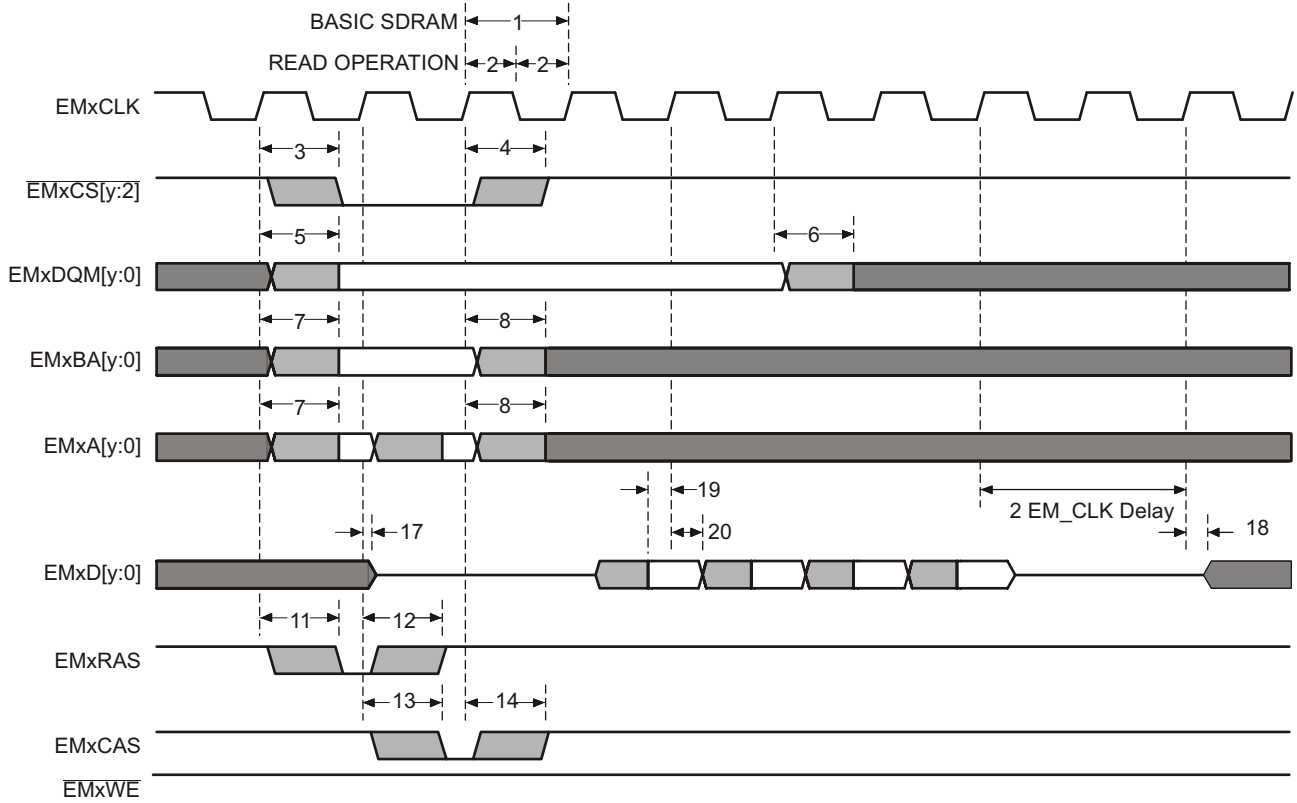 BASIC SDRAM 1
READ OPERATION 2 2
EMxCLK
3 4
EMxCS[y:2]
5 6
EMxDQM[y:0]
7 8
EMxBA[y:0]
7 8
EMxA[y:0]
19
2 EM_CLK Delay
17 20 18
EMxD[y:0]
11 12
EMxRAS
13 14
EMxCAS
EMxWE